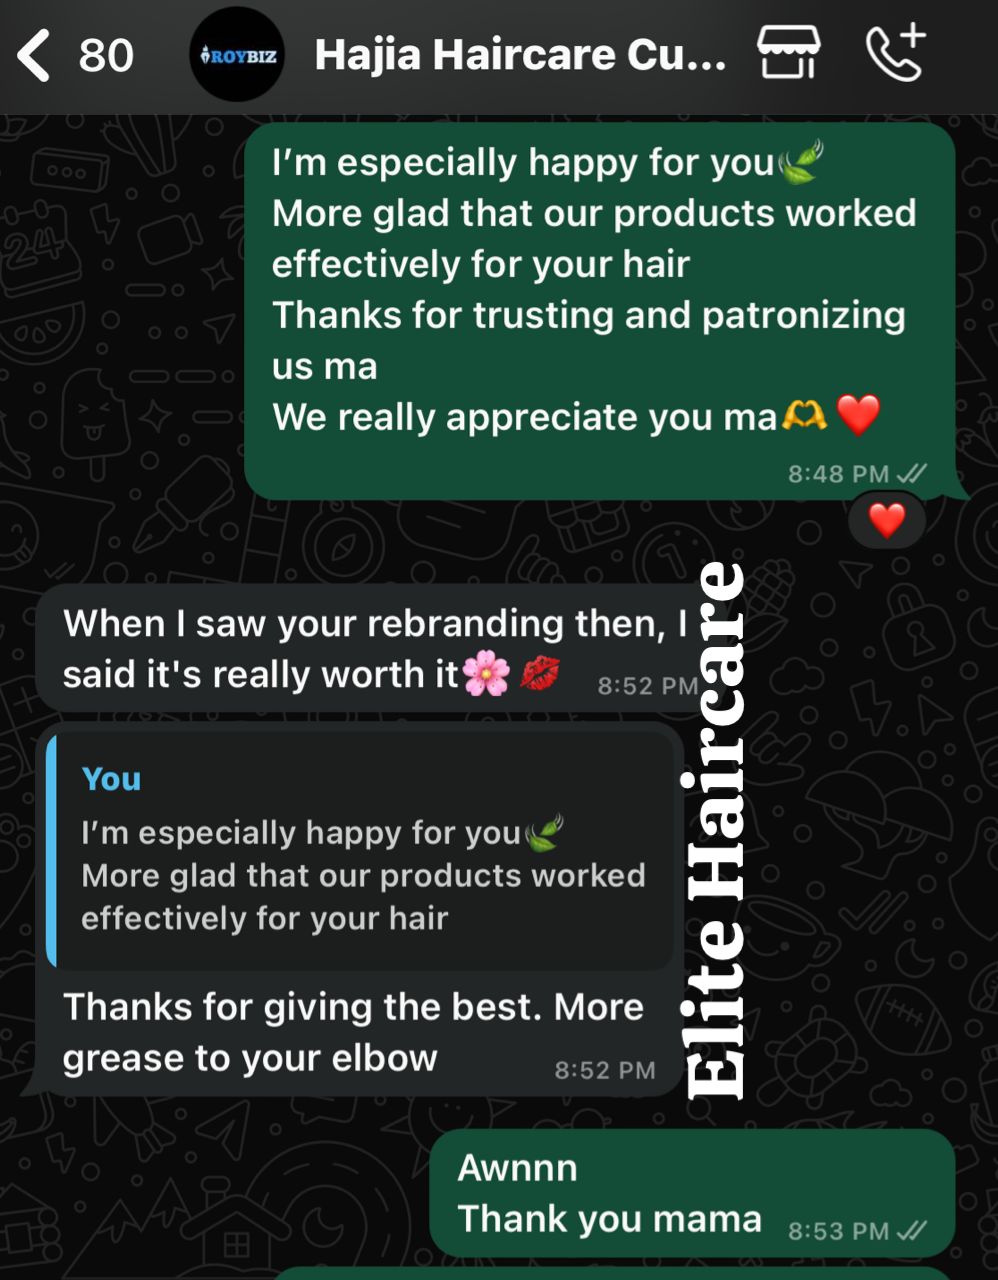 80
ROYBIZ
Hajia Haircare Cu...
I'm especially happy for you🌿
More glad that our products worked
effectively for your hair
Thanks for trusting and patronizing
us ma
We really appreciate you ma🫶❤️
8:48 PM
❤️
When I saw your rebranding then, I
said it's really worth it🌸💋
8:52 PM
You
I'm especially happy for you🌿
More glad that our products worked
effectively for your hair
Thanks for giving the best. More
grease to your elbow
8:52 PM
Elite Haircare
Awnnn
Thank you mama
8:53 PM